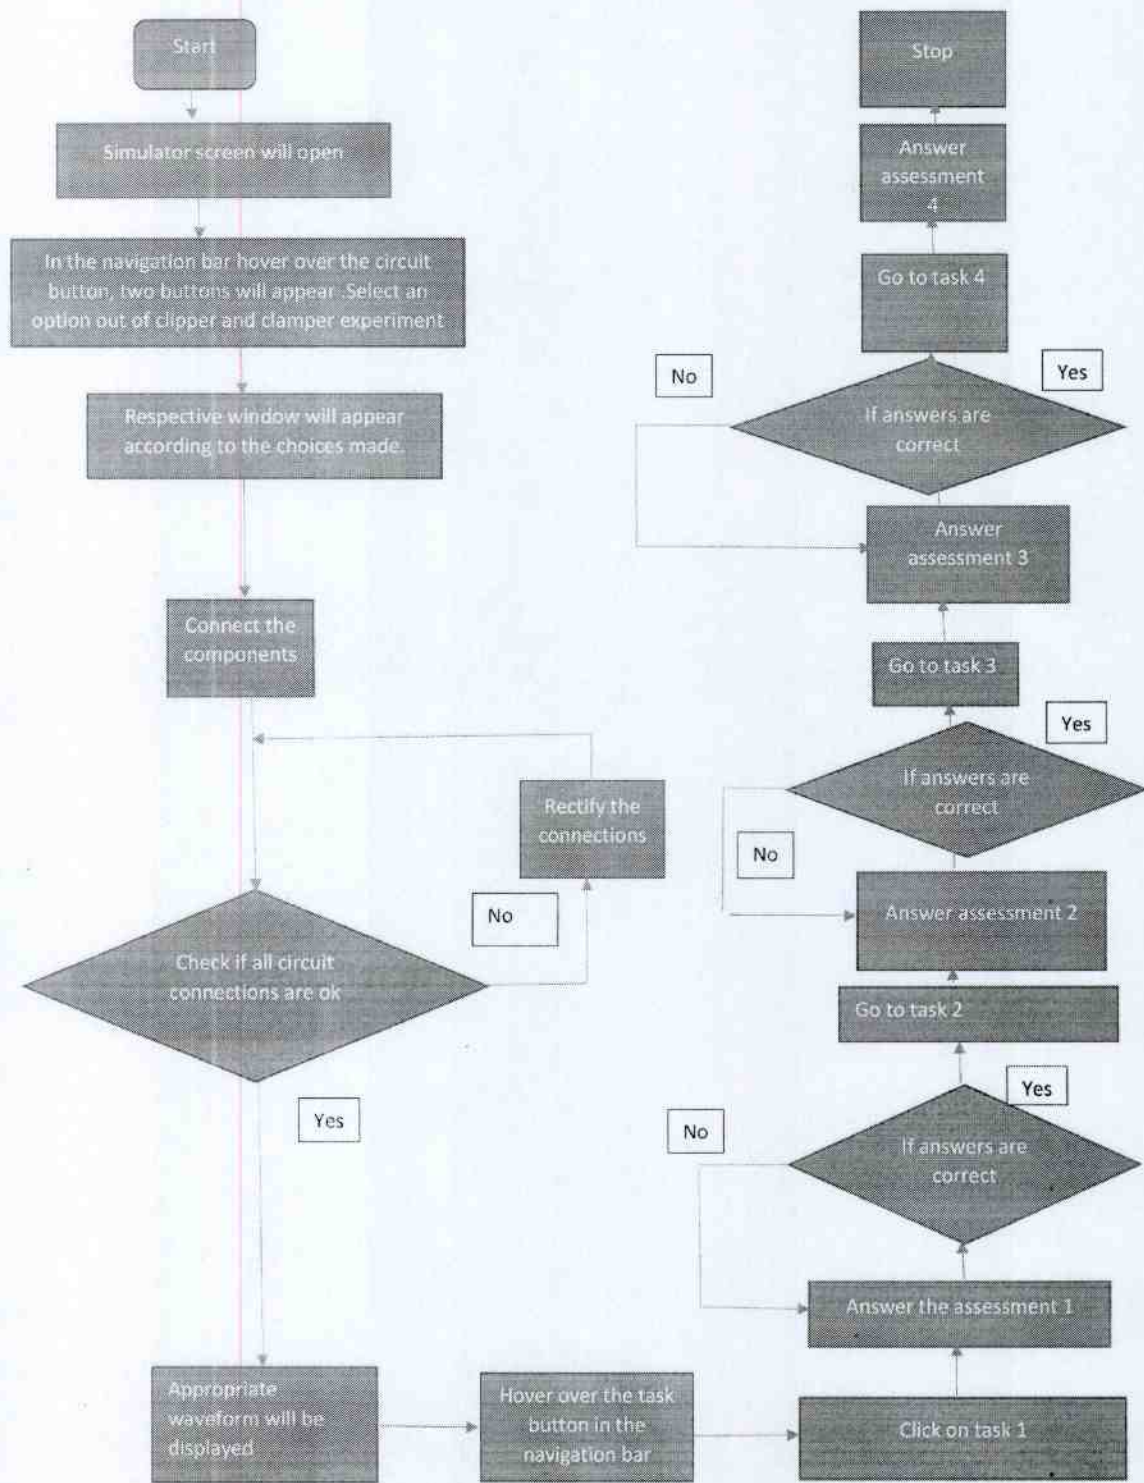 Start
Simulator screen will open
In the navigation bar hover over the circuit
button, two buttons will appear .Select an
option out of clipper and clamper experiment
Respective window will appear
according to the choices made.
Connect the
components
Rectify the
connections
No
Check if all circuit
connections are ok
Yes
Appropriate
waveform will be
displayed
Hover over the task
button in the
navigation bar
Click on task 1
Answer the assessment 1
If answers are
correct
No
Yes
Go to task 2
Answer assessment 2
No
If answers are
correct
Yes
Go to task 3
Answer
assessment 3
If answers are
correct
No
Yes
Go to task 4
Answer
assessment
4
Stop